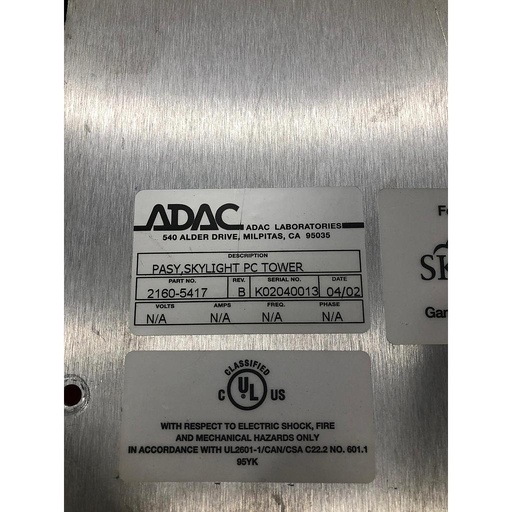 ADAC ADAC LABORATORIES
540 ALDER DRIVE, MILPITAS, CA 95035
DESCRIPTION
PASY,SKYLIGHT PC TOWER
PART NO. REV. SERIAL NO. DATE
2160-5417 B K02040013 04/02
VOLTS AMPS FREQ. PHASE
N/A N/A N/A N/A
CLASSIFIED
C UL US
WITH RESPECT TO ELECTRIC SHOCK, FIRE
AND MECHANICAL HAZARDS ONLY
IN ACCORDANCE WITH UL2601-1/CAN/CSA C22.2 NO. 601.1
95YK